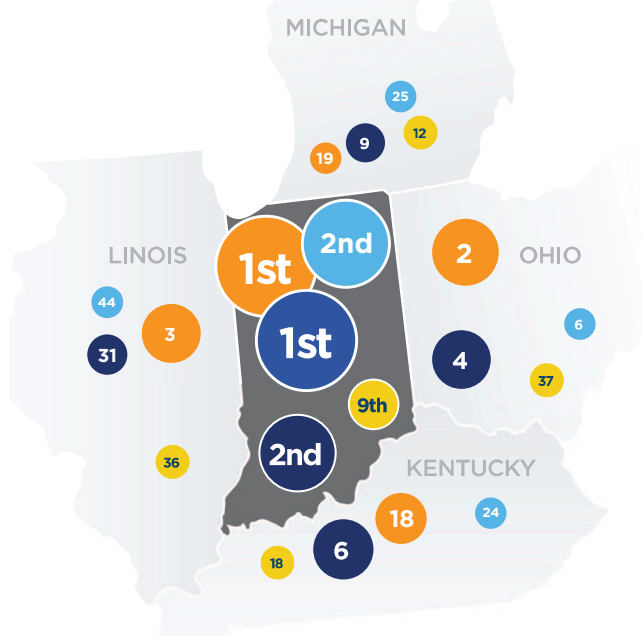 MICHIGAN
25
12
9
19
2nd
1st
2
OHIO
LINOIS
44
3
31
1st
6
4
37
9th
36
2nd
KENTUCKY
24
18
6
18